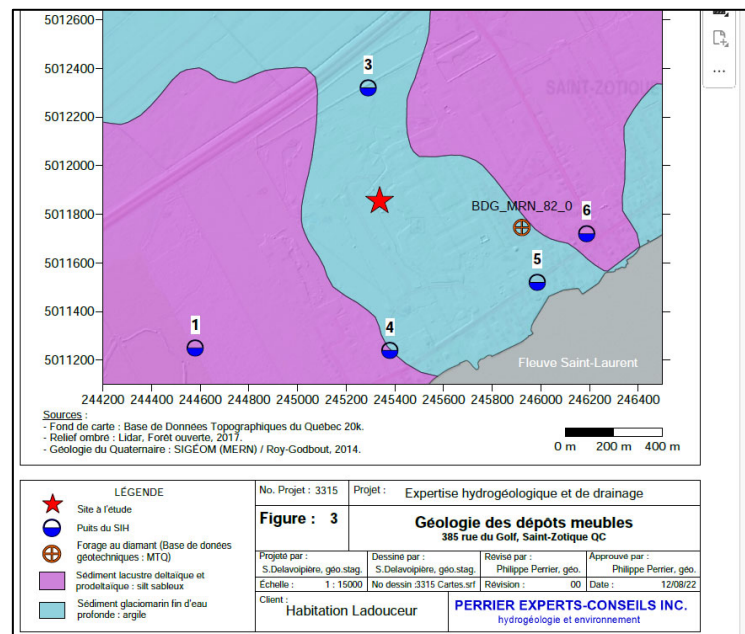 5012600
5012400
5012200
5012000
5011800
5011600
5011400
5011200
3
SAINT-ZOTIQUE
BDG_MRN_82_0
6
5
1
4
Fleuve Saint-Laurent
244200 244400 244600 244800 245000 245200 245400 245600 245800 246000 246200 246400
Sources :
- Fond de carte : Base de Données Topographiques du Québec 20k.
- Relief ombré : Lidar, Forêt ouverte, 2017.
- Géologie du Quaternaire : SIGÉOM (MERN) / Roy-Godbout, 2014.
0 m 200 m 400 m
LÉGENDE
Site à l'étude
Puits du SIH
Forage au diamant (Base de donées
géotechniques : MTQ)
Sédiment lacustre deltaïque et
prodeltaïque : silt sableux
Sédiment glaciomarin fin d'eau
profonde : argile
No. Projet : 3315
Projet : Expertise hydrogéologique et de drainage
Figure : 3
Géologie des dépôts meubles
385 rue du Golf, Saint-Zotique QC
Projeté par :
S.Delavoipière, géo.stag.
Dessiné par :
S.Delavoipière, géo.stag.
Révisé par :
Philippe Perrier, géo.
Approuvé par :
Philippe Perrier, géo.
Échelle : 1 : 15000
No dessin :3315 Cartes.srf
Révision : 00
Date : 12/08/22
Client :
Habitation Ladouceur
PERRIER EXPERTS-CONSEILS INC.
hydrogéologie et environnement